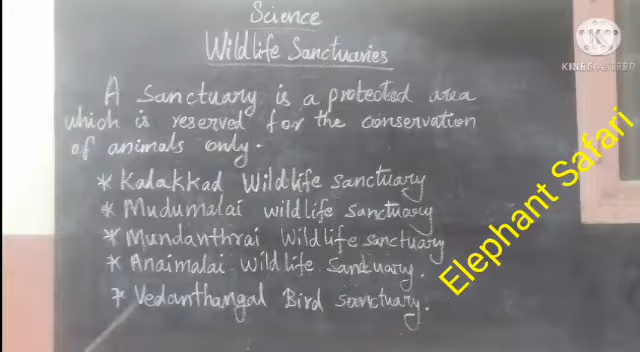 Science
Wildlife Sanctuaries
A Sanctuary is a protected area
which is reserved for the conservation
of animals only.
* Kalakkad Wildlife Sanctuary
* Mudumalai wildlife Sanctuary
* Mundanthrai Wildlife Sanctuary
* Anaimalai Wildlife Sanctuary.
* Vedanthangal Bird Sanctuary.
Elephant Safari
KINEMASTER